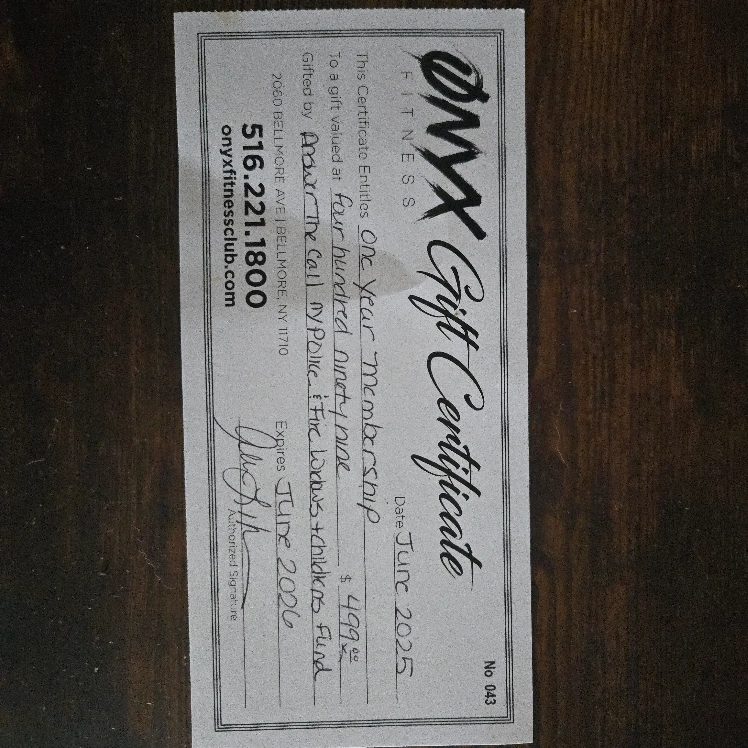 ONYX Gift Certificate
FITNESS
No 043
Date June 2025
This Certificate Entitles One Year Membership
To a gift valued at four hundred ninety nine $ 499.00
Gifted by Answer The Call NY Police & Fire Widows + childrens Fund
2060 BELLMORE AVE | BELLMORE, NY 11710
Expires June 2026
516.221.1800
onyxfitnessclub.com
Authorized Signature